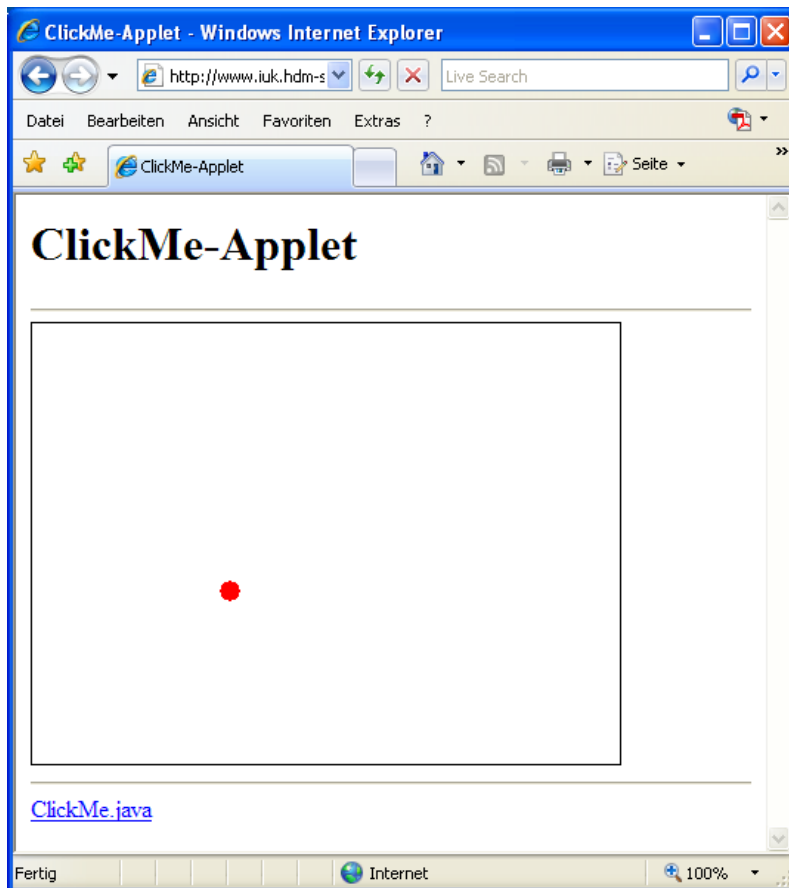 ClickMe-Applet - Windows Internet Explorer
http://www.iuk.hdm-s
Live Search
Datei Bearbeiten Ansicht Favoriten Extras ?
ClickMe-Applet
Seite
»
ClickMe-Applet
ClickMe.java
Fertig
Internet
100%